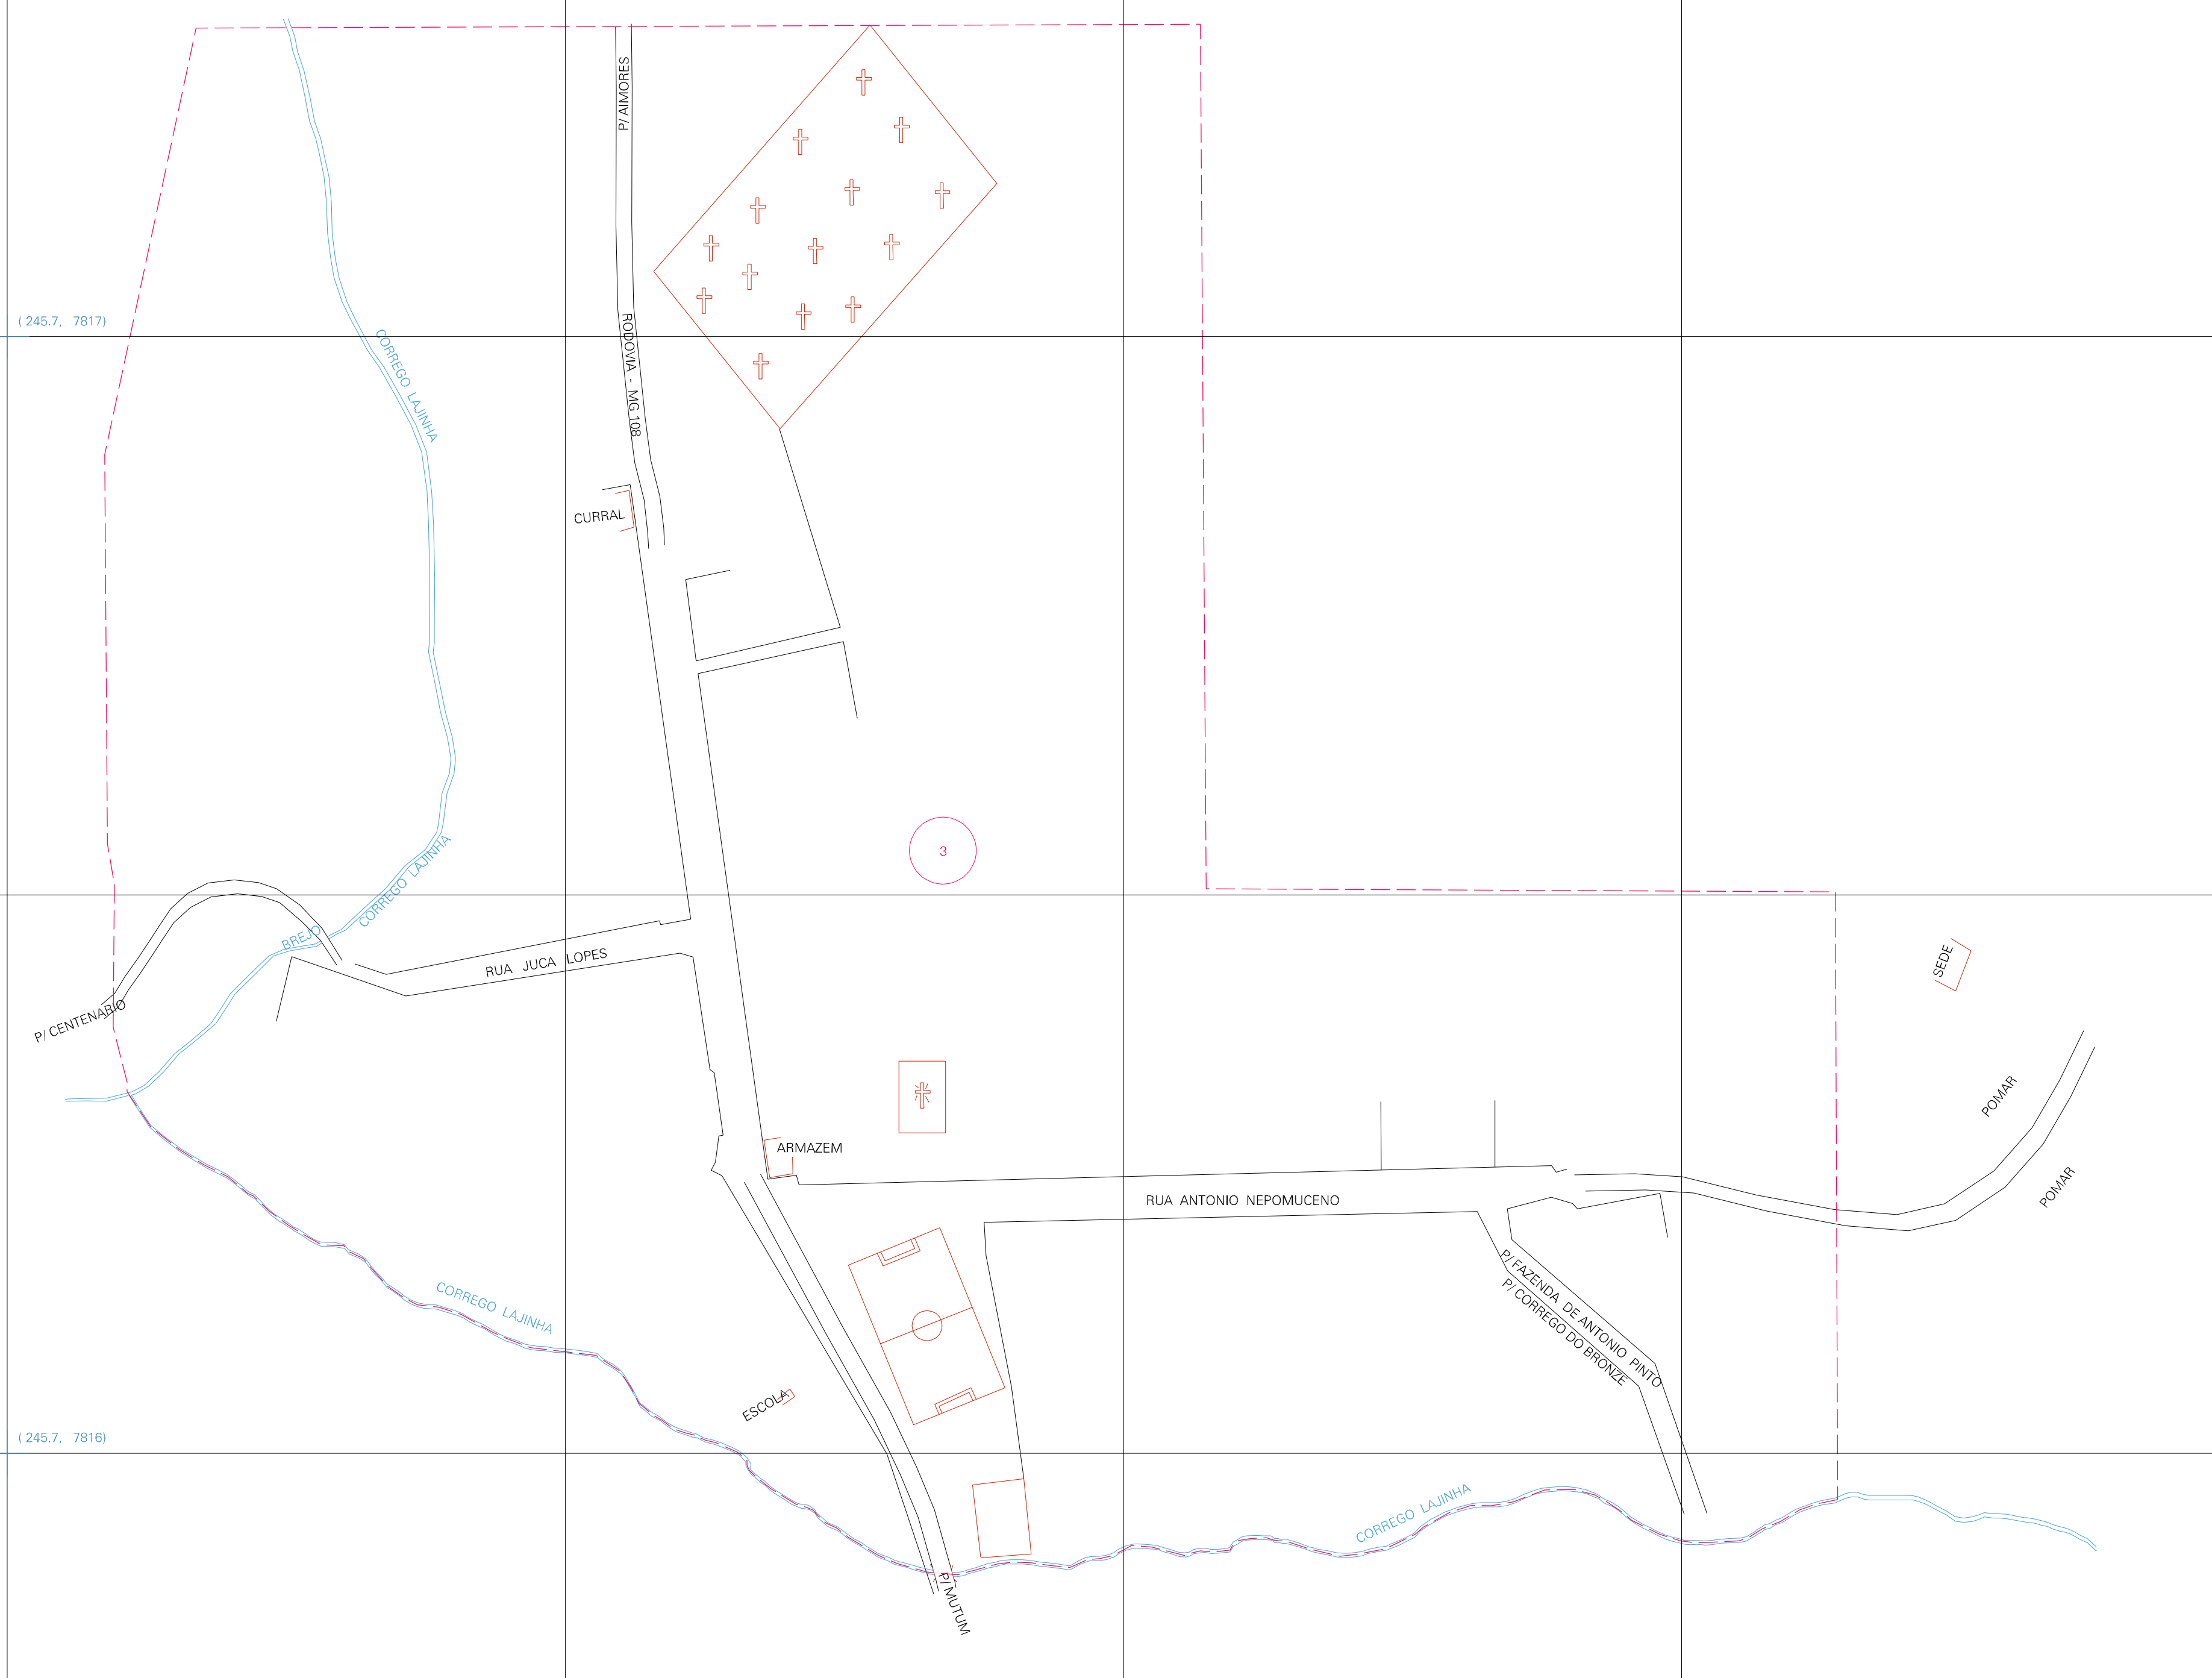 P/ AIMORES
( 245.7, 7817)
CORREGO LAJINHA
RODOVIA - MG 108
CURRAL
3
CORREGO LAJINHA
BREJO
RUA JUCA LOPES
P/ CENTENARIO
SEDE
POMAR
POMAR
ARMAZEM
RUA ANTONIO NEPOMUCENO
P/ FAZENDA DE ANTONIO PINTO
P/ CORREGO DO BRONZE
CORREGO LAJINHA
ESCOLA
( 245.7, 7816)
CORREGO LAJINHA
P/ MUTUM